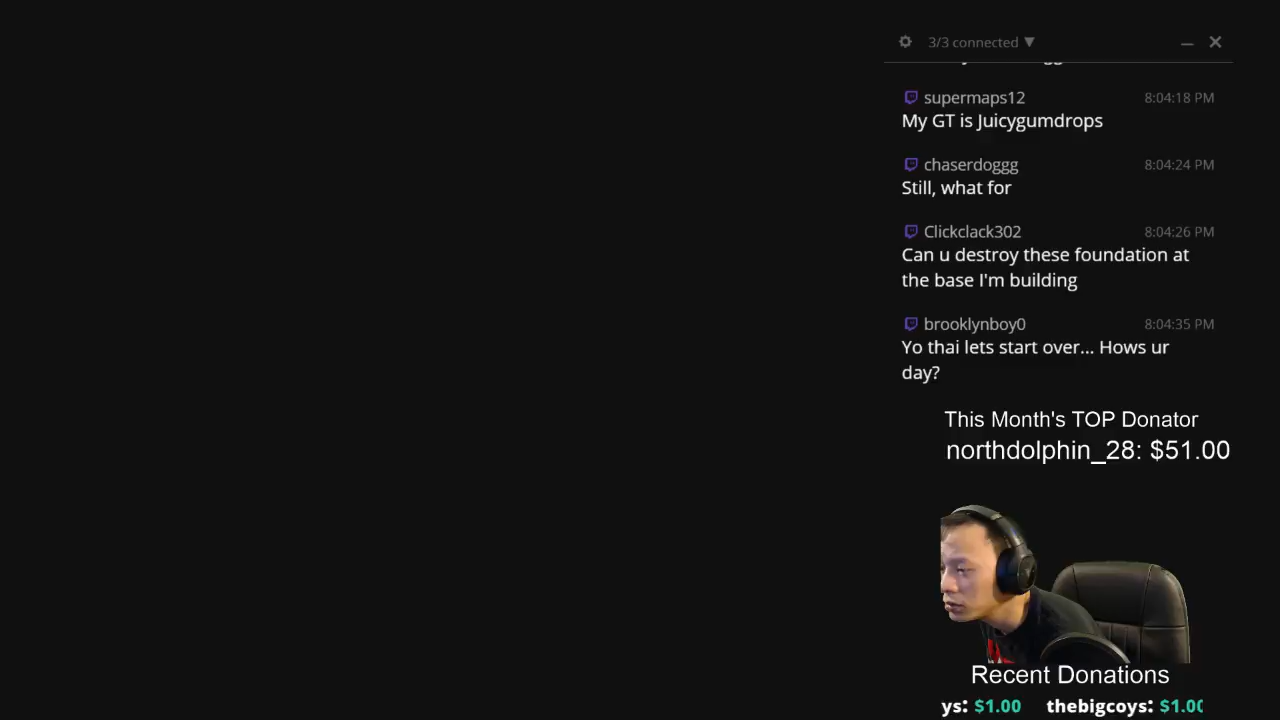 3/3 connected ▼
supermaps12 8:04:18 PM
My GT is Juicygumdrops
chaserdoggg 8:04:24 PM
Still, what for
Clickclack302 8:04:26 PM
Can u destroy these foundation at
the base I'm building
brooklynboy0 8:04:35 PM
Yo thai lets start over... Hows ur
day?
This Month's TOP Donator
northdolphin_28: $51.00
Recent Donations
ys: $1.00 thebigcoys: $1.00